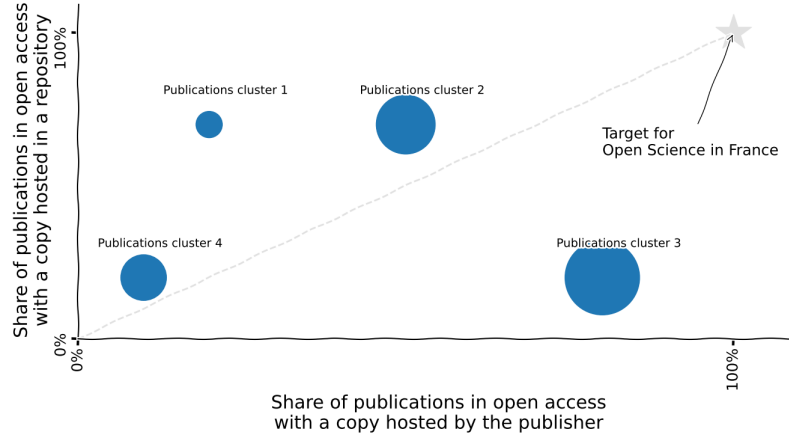 Share of publications in open access
with a copy hosted in a repository
100%
0%
Publications cluster 1
Publications cluster 2
Target for
Open Science in France
Publications cluster 4
Publications cluster 3
0%
100%
Share of publications in open access
with a copy hosted by the publisher